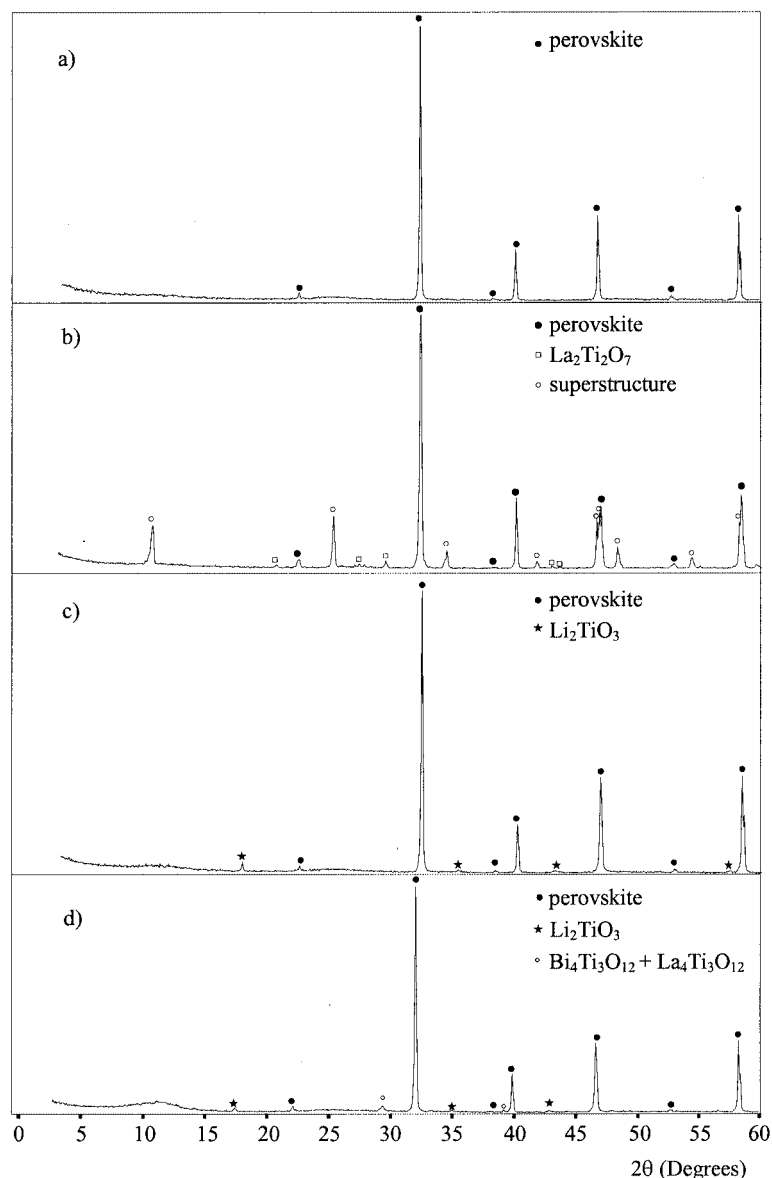 a)
● perovskite
b)
● perovskite
□ La₂Ti₂O₇
○ superstructure
c)
● perovskite
★ Li₂TiO₃
d)
● perovskite
★ Li₂TiO₃
○ Bi₄Ti₃O₁₂ + La₄Ti₃O₁₂
0 5 10 15 20 25 30 35 40 45 50 55 60
2θ (Degrees)